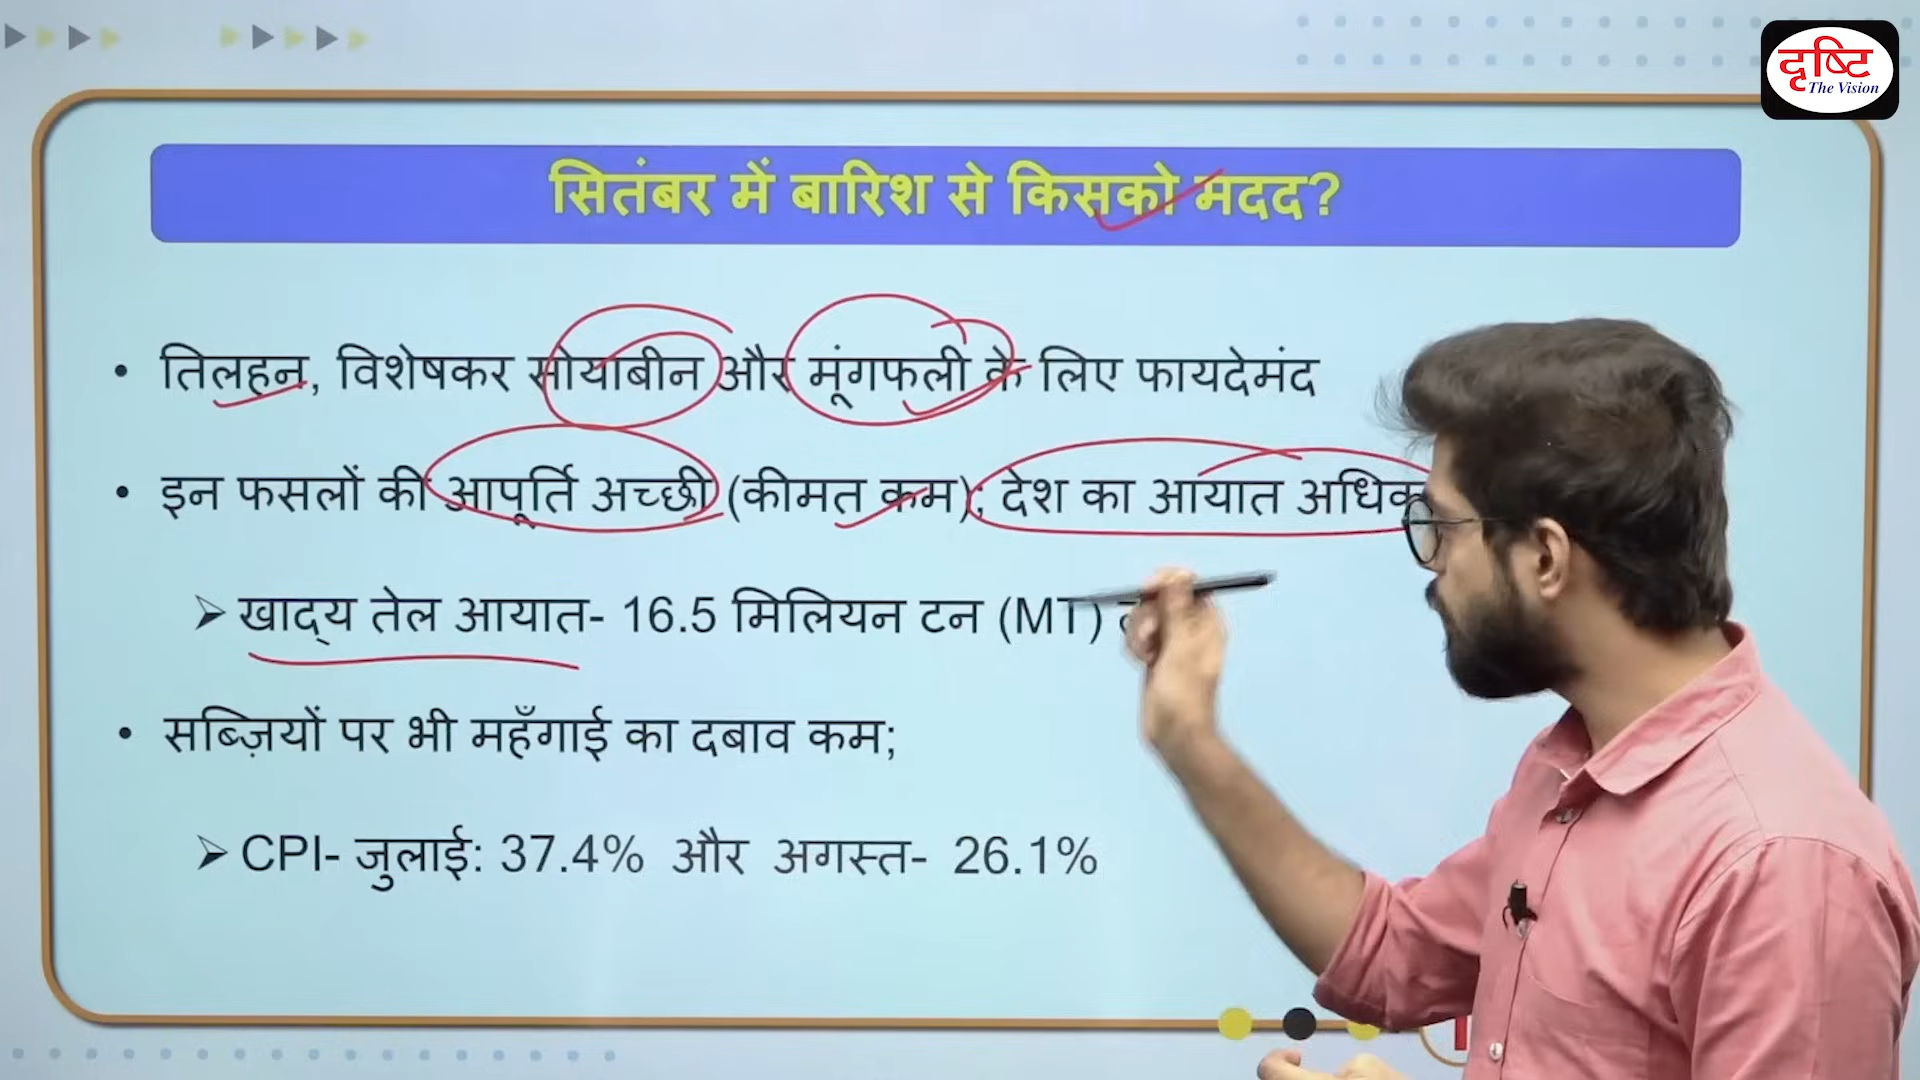 दृष्टि
The Vision
सितंबर में बारिश से किसको मदद?
• तिलहन, विशेषकर सोयाबीन और मूंगफली के लिए फायदेमंद
• इन फसलों की आपूर्ति अच्छी (कीमत कम); देश का आयात अधिक
➢ खाद्य तेल आयात- 16.5 मिलियन टन (MT)
• सब्ज़ियों पर भी महँगाई का दबाव कम;
➢ CPI- जुलाई: 37.4% और अगस्त- 26.1%